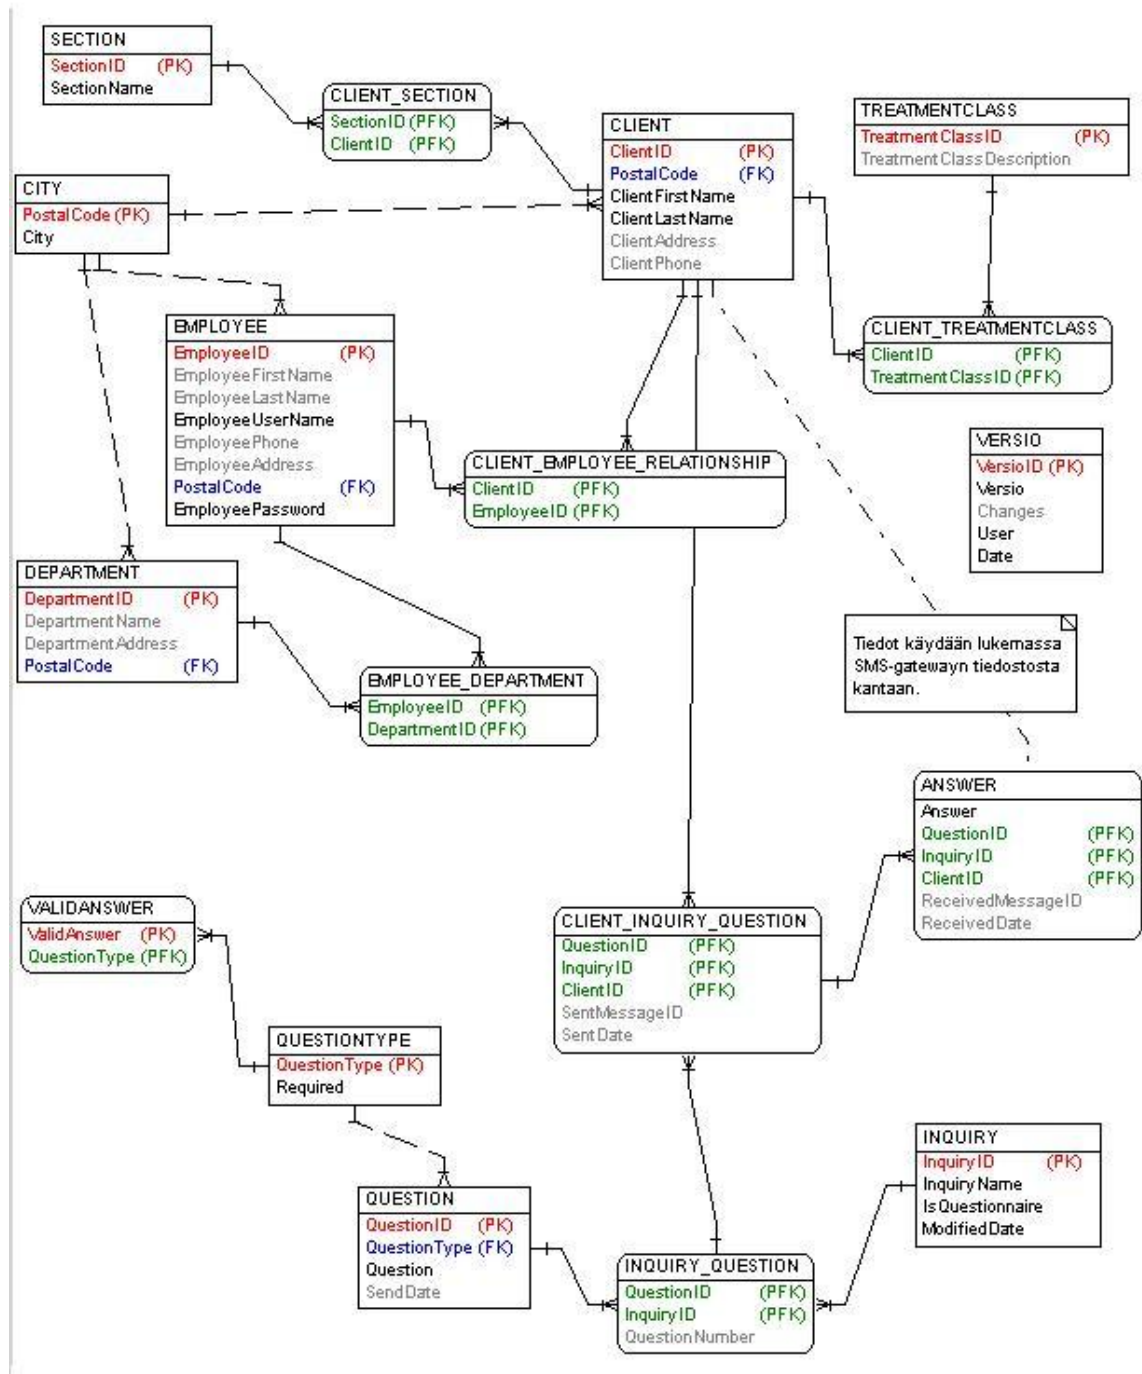 SECTION
SectionID (PK)
SectionName
CLIENT_SECTION
SectionID (PFK)
ClientID (PFK)
CLIENT
ClientID (PK)
PostalCode (FK)
ClientFirstName
ClientLastName
ClientAddress
ClientPhone
TREATMENTCLASS
TreatmentClassID (PK)
TreatmentClassDescription
CITY
PostalCode (PK)
City
EMPLOYEE
EmployeeID (PK)
EmployeeFirstName
EmployeeLastName
EmployeeUserName
EmployeePhone
EmployeeAddress
PostalCode (FK)
EmployeePassword
CLIENT_TREATMENTCLASS
ClientID (PFK)
TreatmentClassID (PFK)
CLIENT_EMPLOYEE_RELATIONSHIP
ClientID (PFK)
EmployeeID (PFK)
VERSIO
VersioID (PK)
Versio
Changes
User
Date
DEPARTMENT
DepartmentID (PK)
DepartmentName
DepartmentAddress
PostalCode (FK)
Tiedot käydään lukemassa
SMS-gatewayn tiedostosta
kantaan.
EMPLOYEE_DEPARTMENT
EmployeeID (PFK)
DepartmentID (PFK)
ANSWER
Answer
QuestionID (PFK)
InquiryID (PFK)
ClientID (PFK)
ReceivedMessageID
ReceivedDate
VALIDANSWER
ValidAnswer (PK)
QuestionType (PFK)
CLIENT_INQUIRY_QUESTION
QuestionID (PFK)
InquiryID (PFK)
ClientID (PFK)
SentMessageID
SentDate
QUESTIONTYPE
QuestionType (PK)
Required
INQUIRY
InquiryID (PK)
InquiryName
IsQuestionnaire
ModifiedDate
QUESTION
QuestionID (PK)
QuestionType (FK)
Question
SendDate
INQUIRY_QUESTION
QuestionID (PFK)
InquiryID (PFK)
QuestionNumber